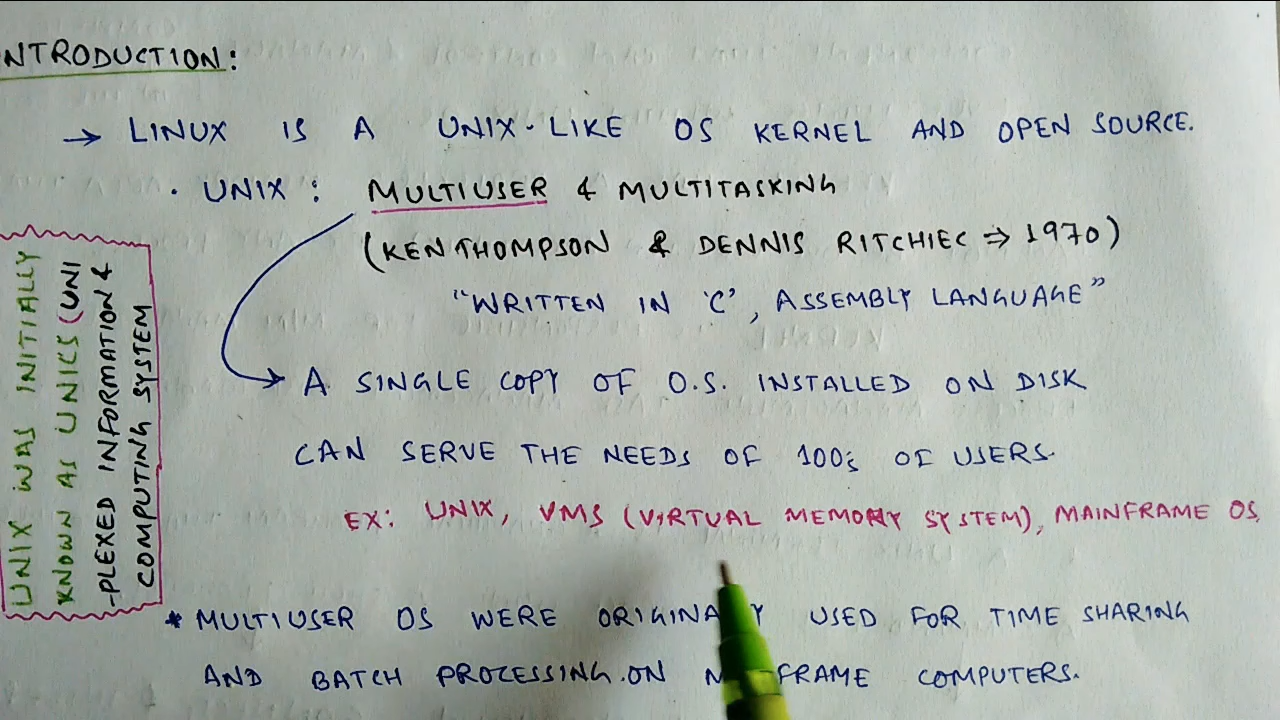 NTRODUCTION:
→ LINUX IS A UNIX-LIKE OS KERNEL AND OPEN SOURCE.
· UNIX: MULTIUSER & MULTITASKING
(KEN THOMPSON & DENNIS RITCHIEC ⇒ 1970)
"WRITTEN IN 'C', ASSEMBLY LANGUAGE"
→ A SINGLE COPY OF O.S. INSTALLED ON DISK
CAN SERVE THE NEEDS OF 100s OF USERS.
EX: UNIX, VMS (VIRTUAL MEMORY SYSTEM), MAINFRAME OS,
* MULTIUSER OS WERE ORIGINA Y USED FOR TIME SHARING
AND BATCH PROCESSING.ON M FRAME COMPUTERS.
UNIX WAS INITIALLY
KNOWN AS UNICS (UNI
-PLEXED INFORMATION &
COMPUTING SYSTEM